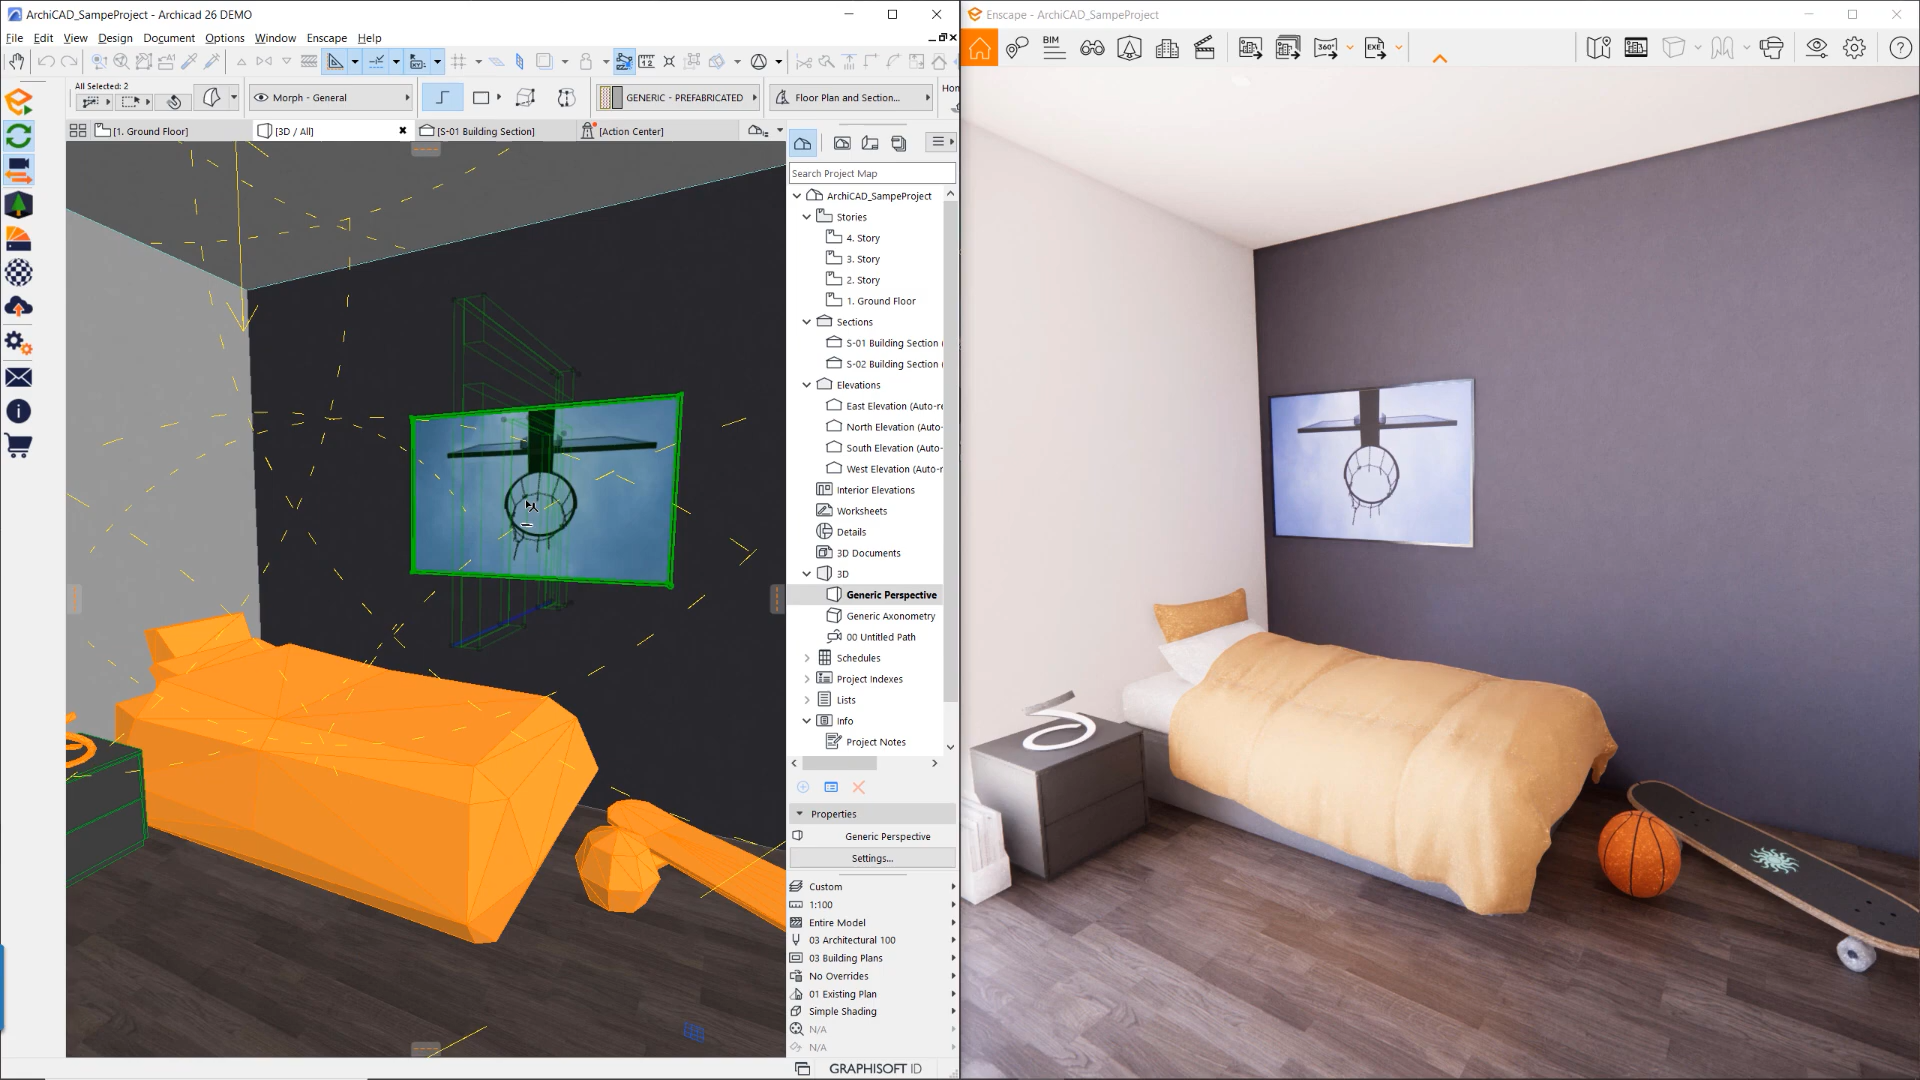 ArchiCAD_SampeProject - Archicad 26 DEMO
Enscape - ArchiCAD_SampeProject
File Edit View Design Document Options Window Enscape Help
BIM
360°
EXE
All Selected: 2
Morph - General
GENERIC - PREFABRICATED
Floor Plan and Section...
Hom
[1. Ground Floor]
[3D / All]
[S-01 Building Section]
[Action Center]
Search Project Map
ArchiCAD_SampeProject
Stories
4. Story
3. Story
2. Story
1. Ground Floor
Sections
S-01 Building Section (
S-02 Building Section (
Elevations
East Elevation (Auto-r
North Elevation (Auto-
South Elevation (Auto-
West Elevation (Auto-r
Interior Elevations
Worksheets
Details
3D Documents
3D
Generic Perspective
Generic Axonometry
00 Untitled Path
Schedules
Project Indexes
Lists
Info
Project Notes
Properties
Generic Perspective
Settings...
Custom
1:100
Entire Model
03 Architectural 100
03 Building Plans
No Overrides
01 Existing Plan
Simple Shading
N/A
N/A
GRAPHISOFT ID